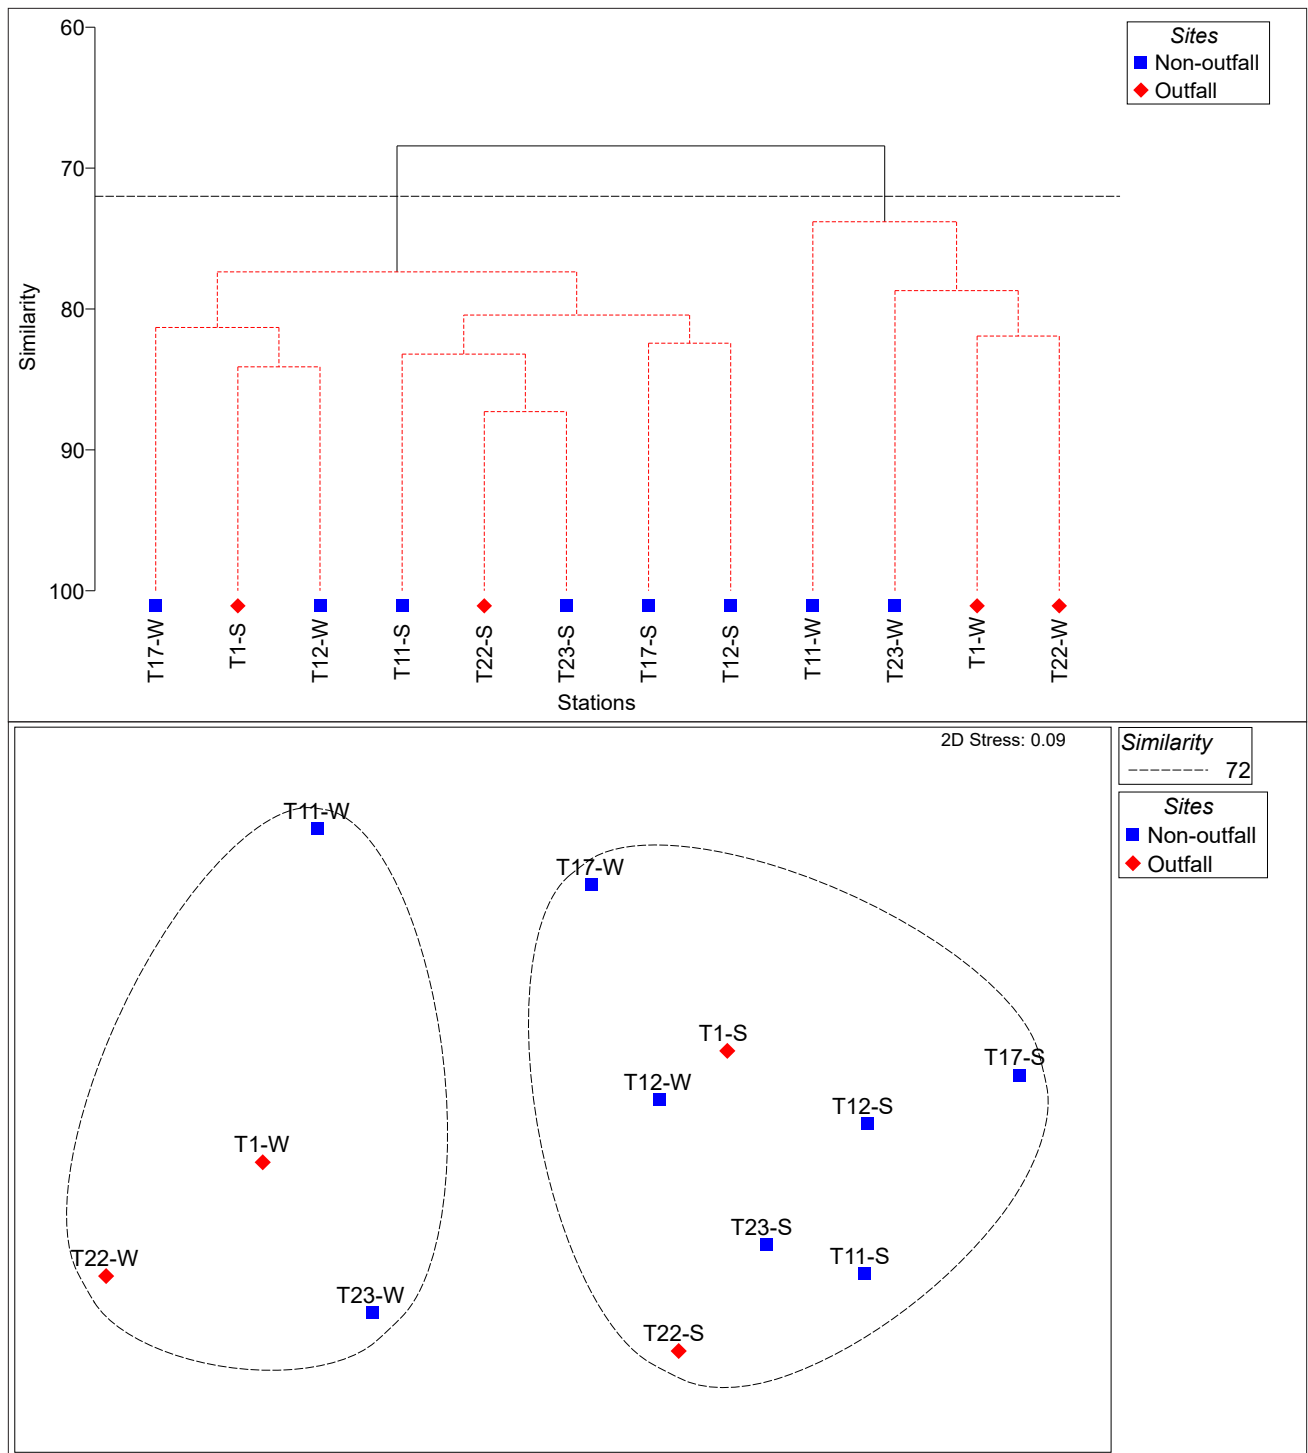 60
70
80
90
100
Similarity
Sites
Non-outfall
Outfall
T17-W
T1-S
T12-W
T11-S
T22-S
T23-S
T17-S
T12-S
T11-W
T23-W
T1-W
T22-W
Stations
2D Stress: 0.09
Similarity
72
Sites
Non-outfall
Outfall
T11-W
T17-W
T1-S
T17-S
T12-W
T12-S
T1-W
T23-S
T11-S
T22-W
T23-W
T22-S